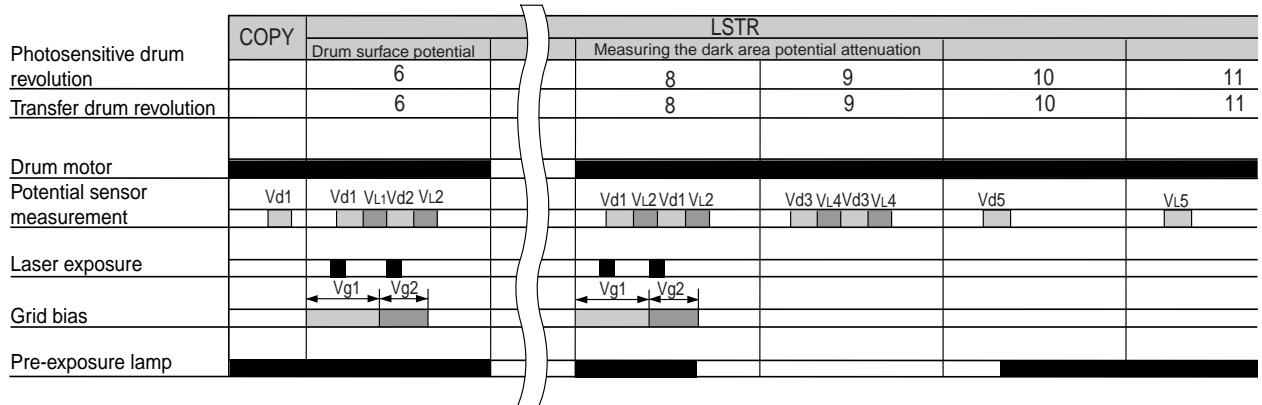 COPY LSTR
Drum surface potential Measuring the dark area potential attenuation
Photosensitive drum
revolution 6 8 9 10 11
Transfer drum revolution 6 8 9 10 11
Drum motor
Potential sensor
measurement Vd1 Vd1 VL1 Vd2 VL2 Vd1 VL2 Vd1 VL2 Vd3 VL4 Vd3 VL4 Vd5 VL5
Laser exposure
Vg1 Vg2 Vg1 Vg2
Grid bias
Pre-exposure lamp